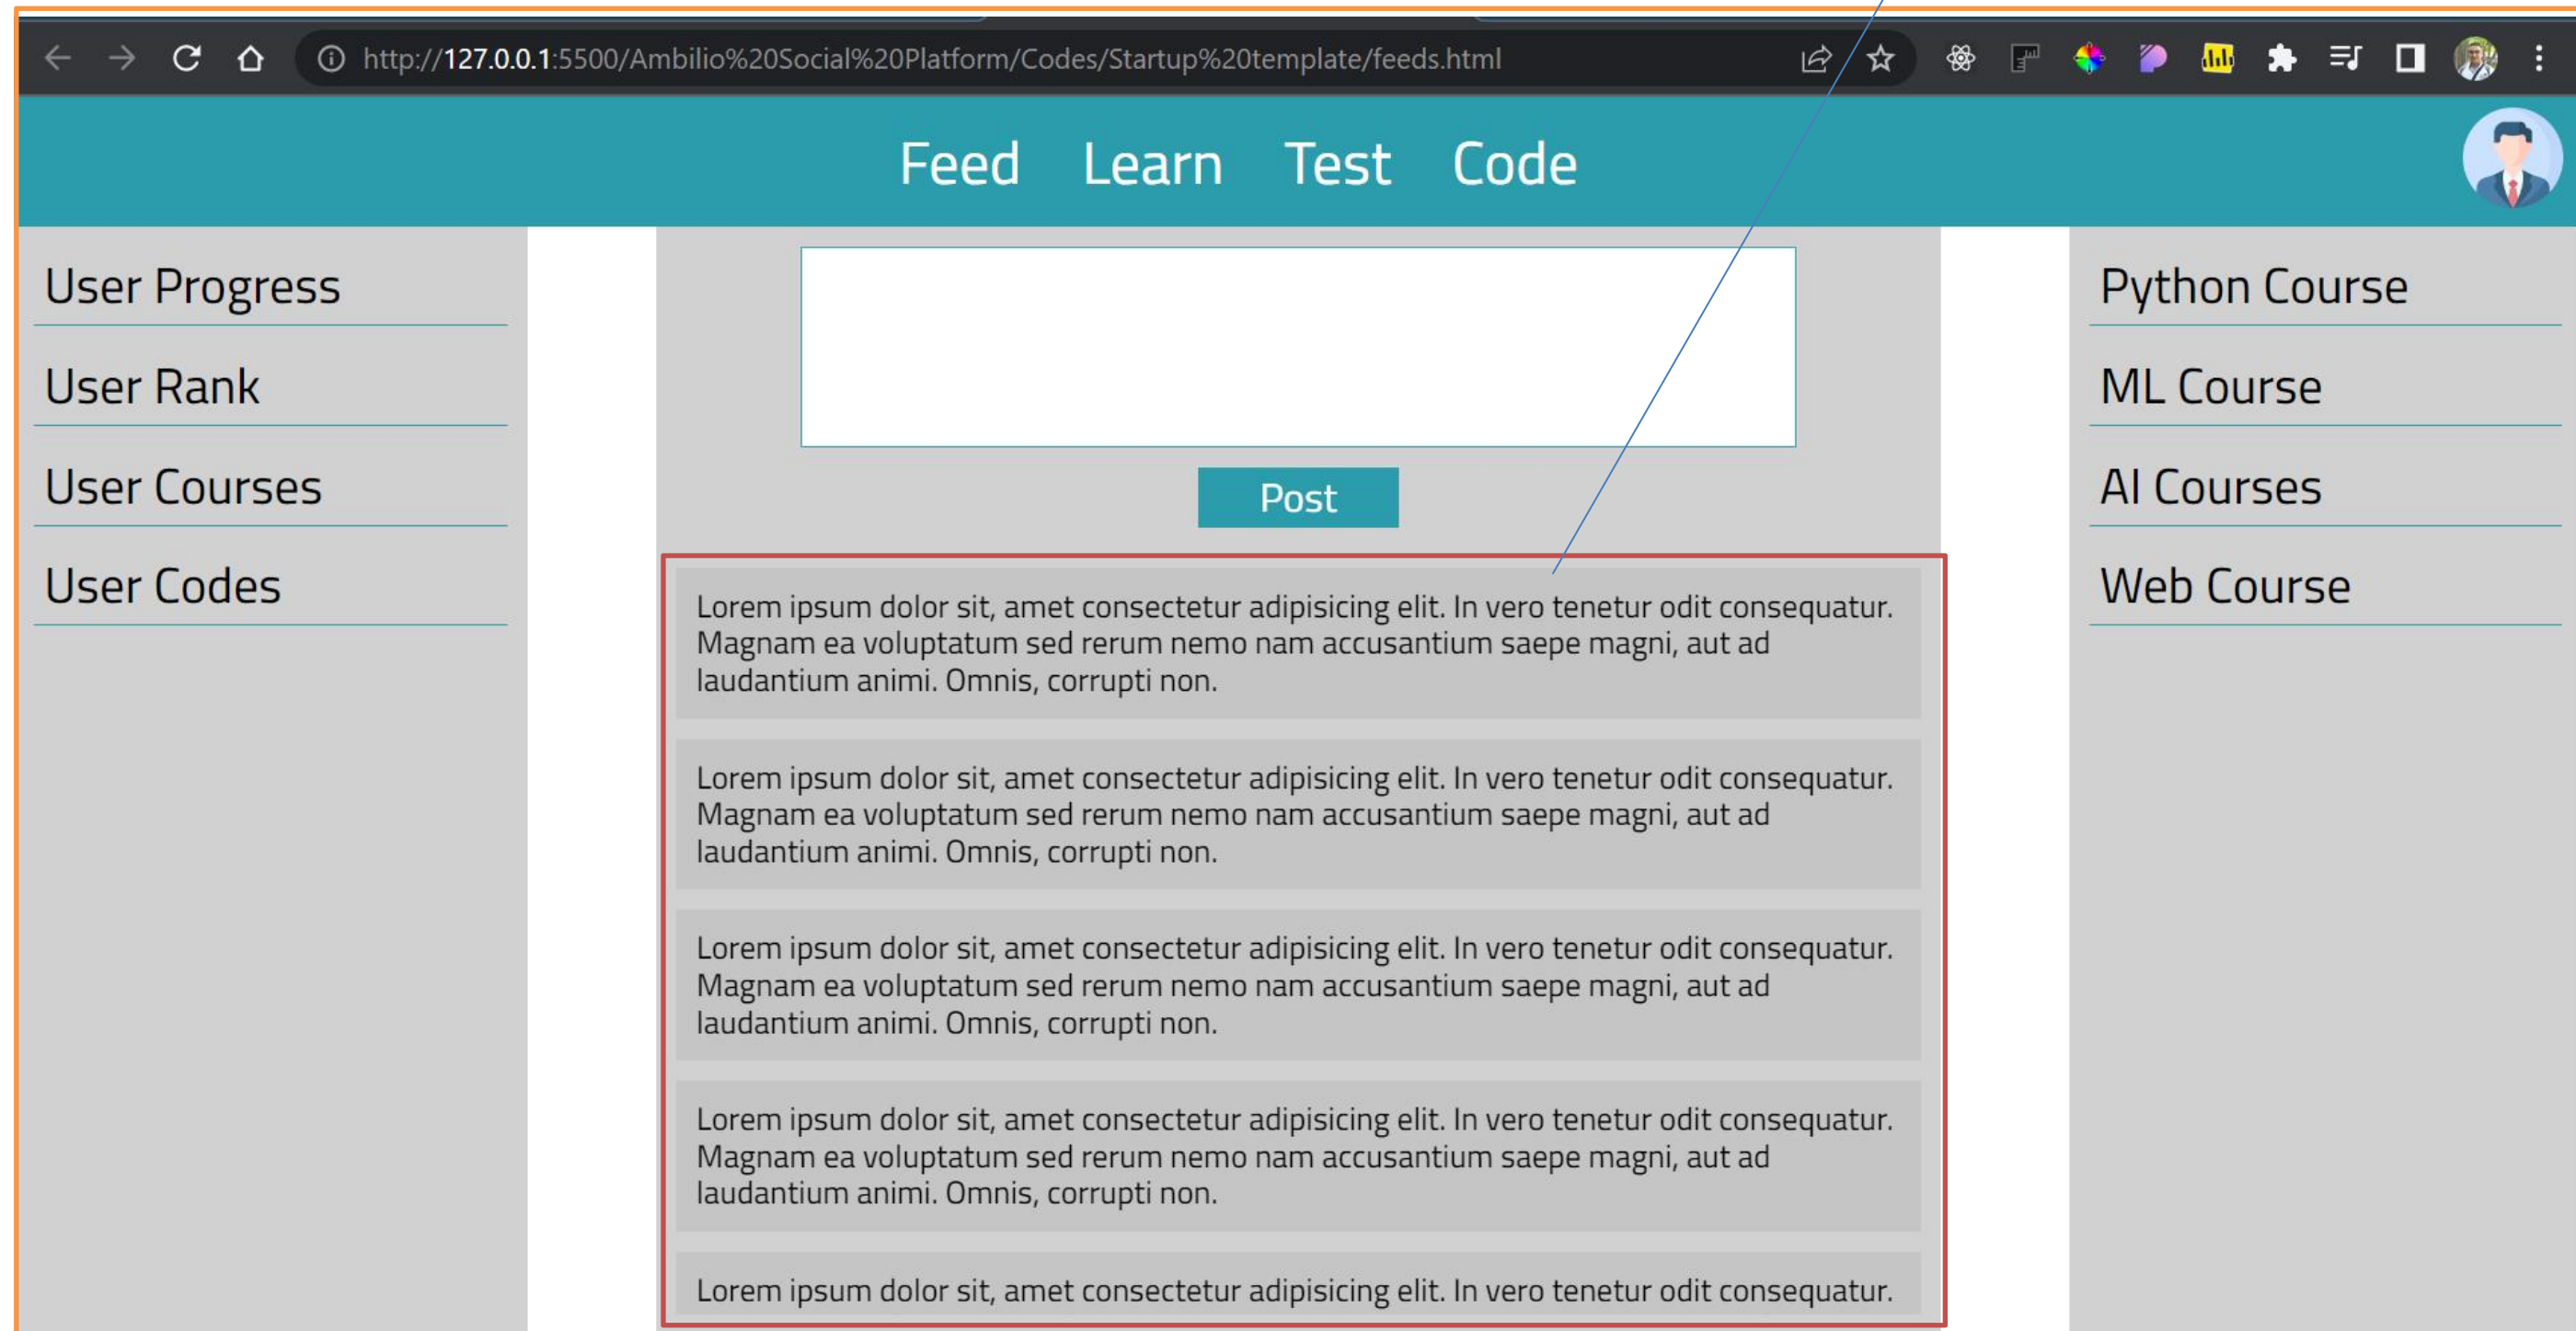 http://127.0.0.1:5500/Ambilio%20Social%20Platform/Codes/Startup%20template/feeds.html
Feed Learn Test Code
User Progress
User Rank
User Courses
User Codes
Post
Lorem ipsum dolor sit, amet consectetur adipisicing elit. In vero tenetur odit consequatur.
Magnam ea voluptatum sed rerum nemo nam accusantium saepe magni, aut ad
laudantium animi. Omnis, corrupti non.
Lorem ipsum dolor sit, amet consectetur adipisicing elit. In vero tenetur odit consequatur.
Magnam ea voluptatum sed rerum nemo nam accusantium saepe magni, aut ad
laudantium animi. Omnis, corrupti non.
Lorem ipsum dolor sit, amet consectetur adipisicing elit. In vero tenetur odit consequatur.
Magnam ea voluptatum sed rerum nemo nam accusantium saepe magni, aut ad
laudantium animi. Omnis, corrupti non.
Lorem ipsum dolor sit, amet consectetur adipisicing elit. In vero tenetur odit consequatur.
Magnam ea voluptatum sed rerum nemo nam accusantium saepe magni, aut ad
laudantium animi. Omnis, corrupti non.
Lorem ipsum dolor sit, amet consectetur adipisicing elit. In vero tenetur odit consequatur.
Python Course
ML Course
AI Courses
Web Course